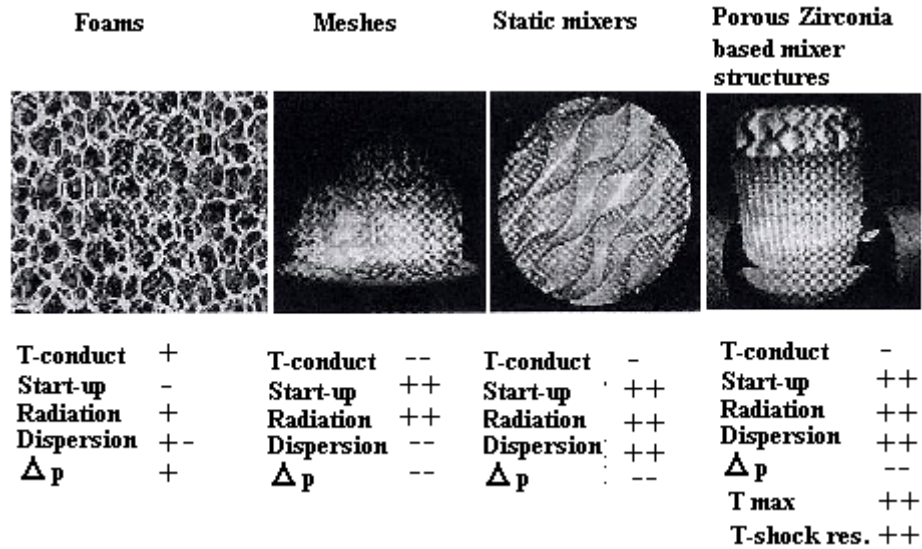 Foams
Meshes
Static mixers
Porous Zirconia
based mixer
structures
T-conduct +
Start-up -
Radiation +
Dispersion +-
Δ p +
T-conduct --
Start-up ++
Radiation ++
Dispersion --
Δ p --
T-conduct -
Start-up ++
Radiation ++
Dispersion ++
Δ p --
T-conduct -
Start-up ++
Radiation ++
Dispersion ++
Δ p --
T max ++
T-shock res. ++